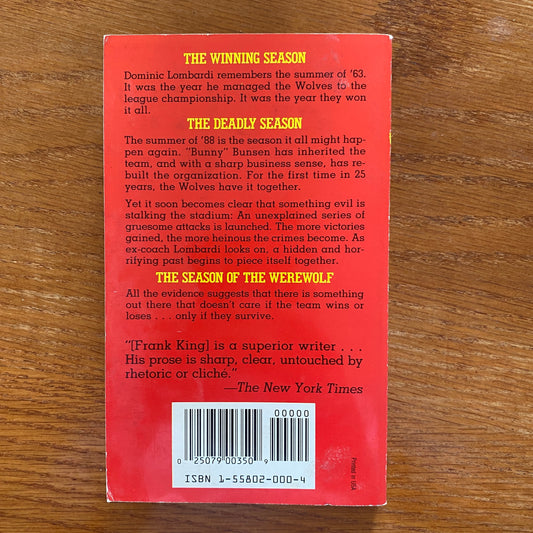 THE WINNING SEASON
Dominic Lombardi remembers the summer of '63.
It was the year he managed the Wolves to the
league championship. It was the year they won
it all.
THE DEADLY SEASON
The summer of '88 is the season it all might hap-
pen again. "Bunny" Bunsen has inherited the
team, and with a sharp business sense, has re-
built the organization. For the first time in 25
years, the Wolves have it together.
Yet it soon becomes clear that something evil is
stalking the stadium: An unexplained series of
gruesome attacks is launched. The more victories
gained, the more heinous the crimes become. As
ex-coach Lombardi looks on, a hidden and hor-
rifying past begins to piece itself together.
THE SEASON OF THE WEREWOLF
All the evidence suggests that there is something
out there that doesn't care if the team wins or
loses . . . only if they survive.
"[Frank King] is a superior writer . . .
His prose is sharp, clear, untouched by
rhetoric or cliché."
—The New York Times
00000
0 25079 00350 9
ISBN 1-55802-000-4
Printed in USA